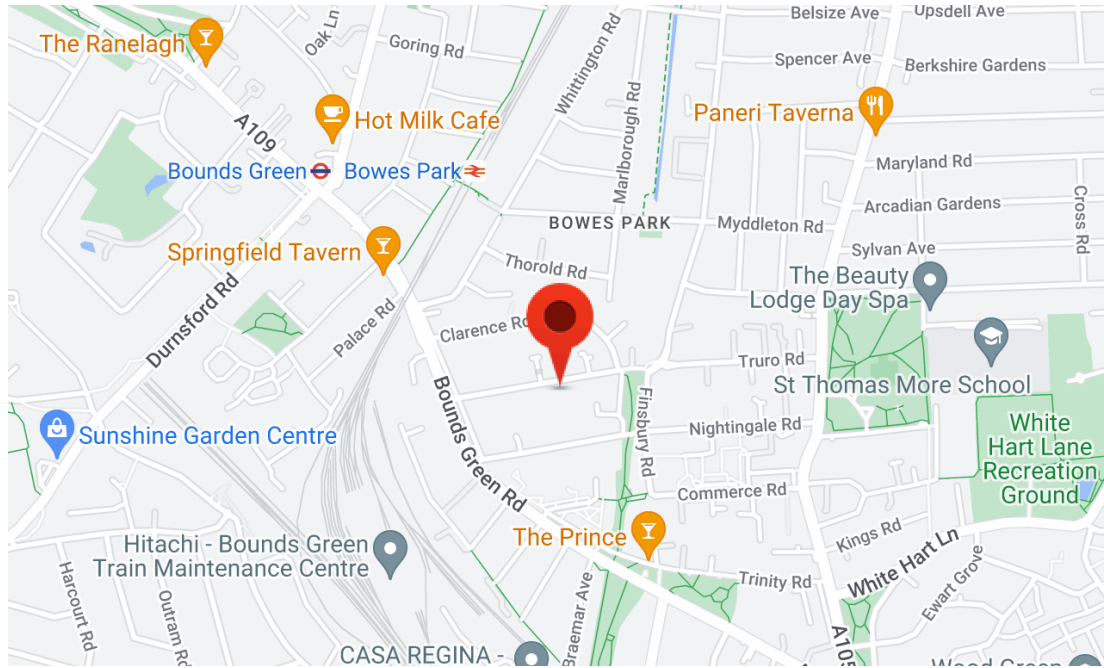 Belsize Ave
Upsdell Ave
The Ranelagh
Oak Ln
Goring Rd
Spencer Ave
Berkshire Gardens
Whittington Rd
Marlborough Rd
Paneri Taverna
A109
Hot Milk Cafe
Maryland Rd
Bounds Green
Bowes Park
Cross Rd
Arcadian Gardens
BOWES PARK
Myddleton Rd
Springfield Tavern
Sylvan Ave
Thorold Rd
The Beauty
Lodge Day Spa
Durnsford Rd
Palace Rd
Clarence Rd
Truro Rd
St Thomas More School
Bounds Green Rd
Finsbury Rd
Nightingale Rd
White
Hart Lane
Recreation
Ground
Sunshine Garden Centre
Commerce Rd
Kings Rd
White Hart Ln
The Prince
Hitachi - Bounds Green
Train Maintenance Centre
Trinity Rd
Harcourt Rd
Outram Rd
Braemar Ave
Ewart Grove
A105
CASA REGINA -
Wood Green